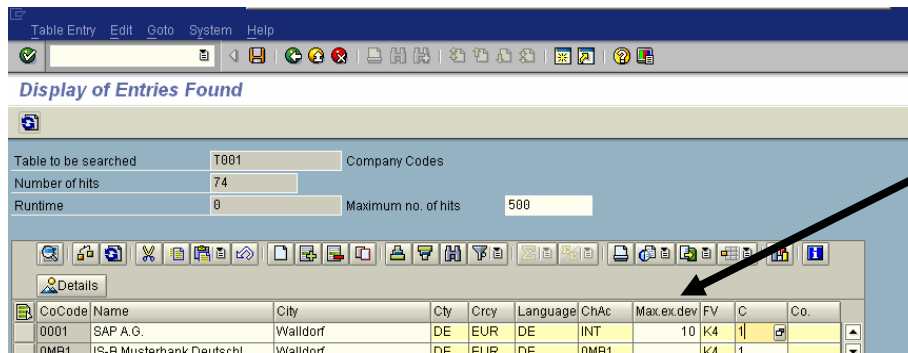 Table Entry Edit Goto System Help
Display of Entries Found
Table to be searched T001 Company Codes
Number of hits 74
Runtime 0 Maximum no. of hits 500
Details
CoCode Name City Cty Crcy Language ChAc Max.ex.dev FV C Co.
0001 SAP A.G. Walldorf DE EUR DE INT 10 K4 1
0MB1 IS-B Musterbank Deutschl Walldorf DE EUR DE 0MB1 K4 1